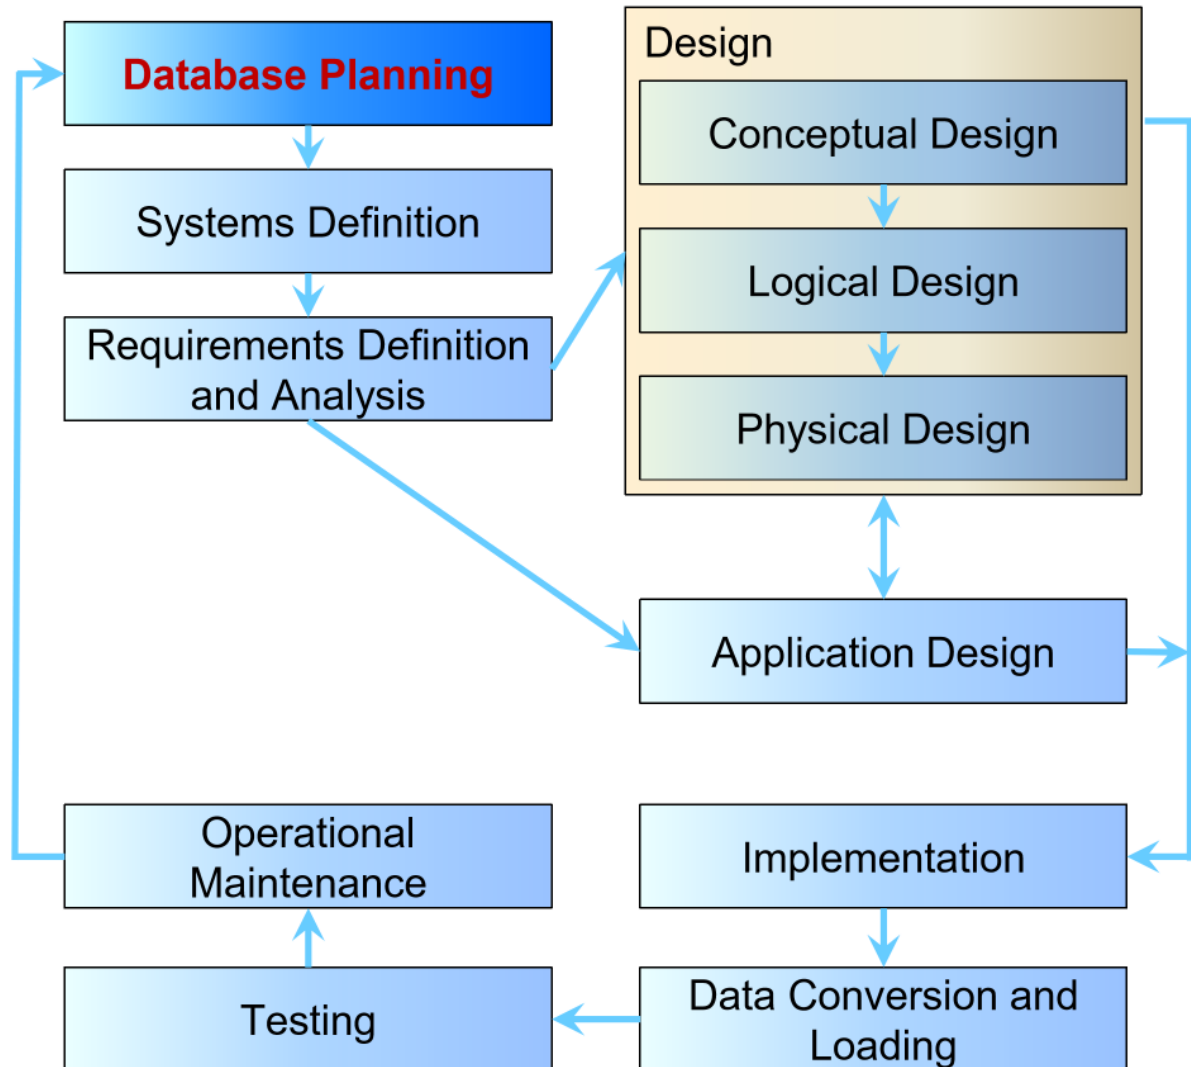 Database Planning
Systems Definition
Requirements Definition
and Analysis
Design
Conceptual Design
Logical Design
Physical Design
Application Design
Implementation
Data Conversion and
Loading
Testing
Operational
Maintenance